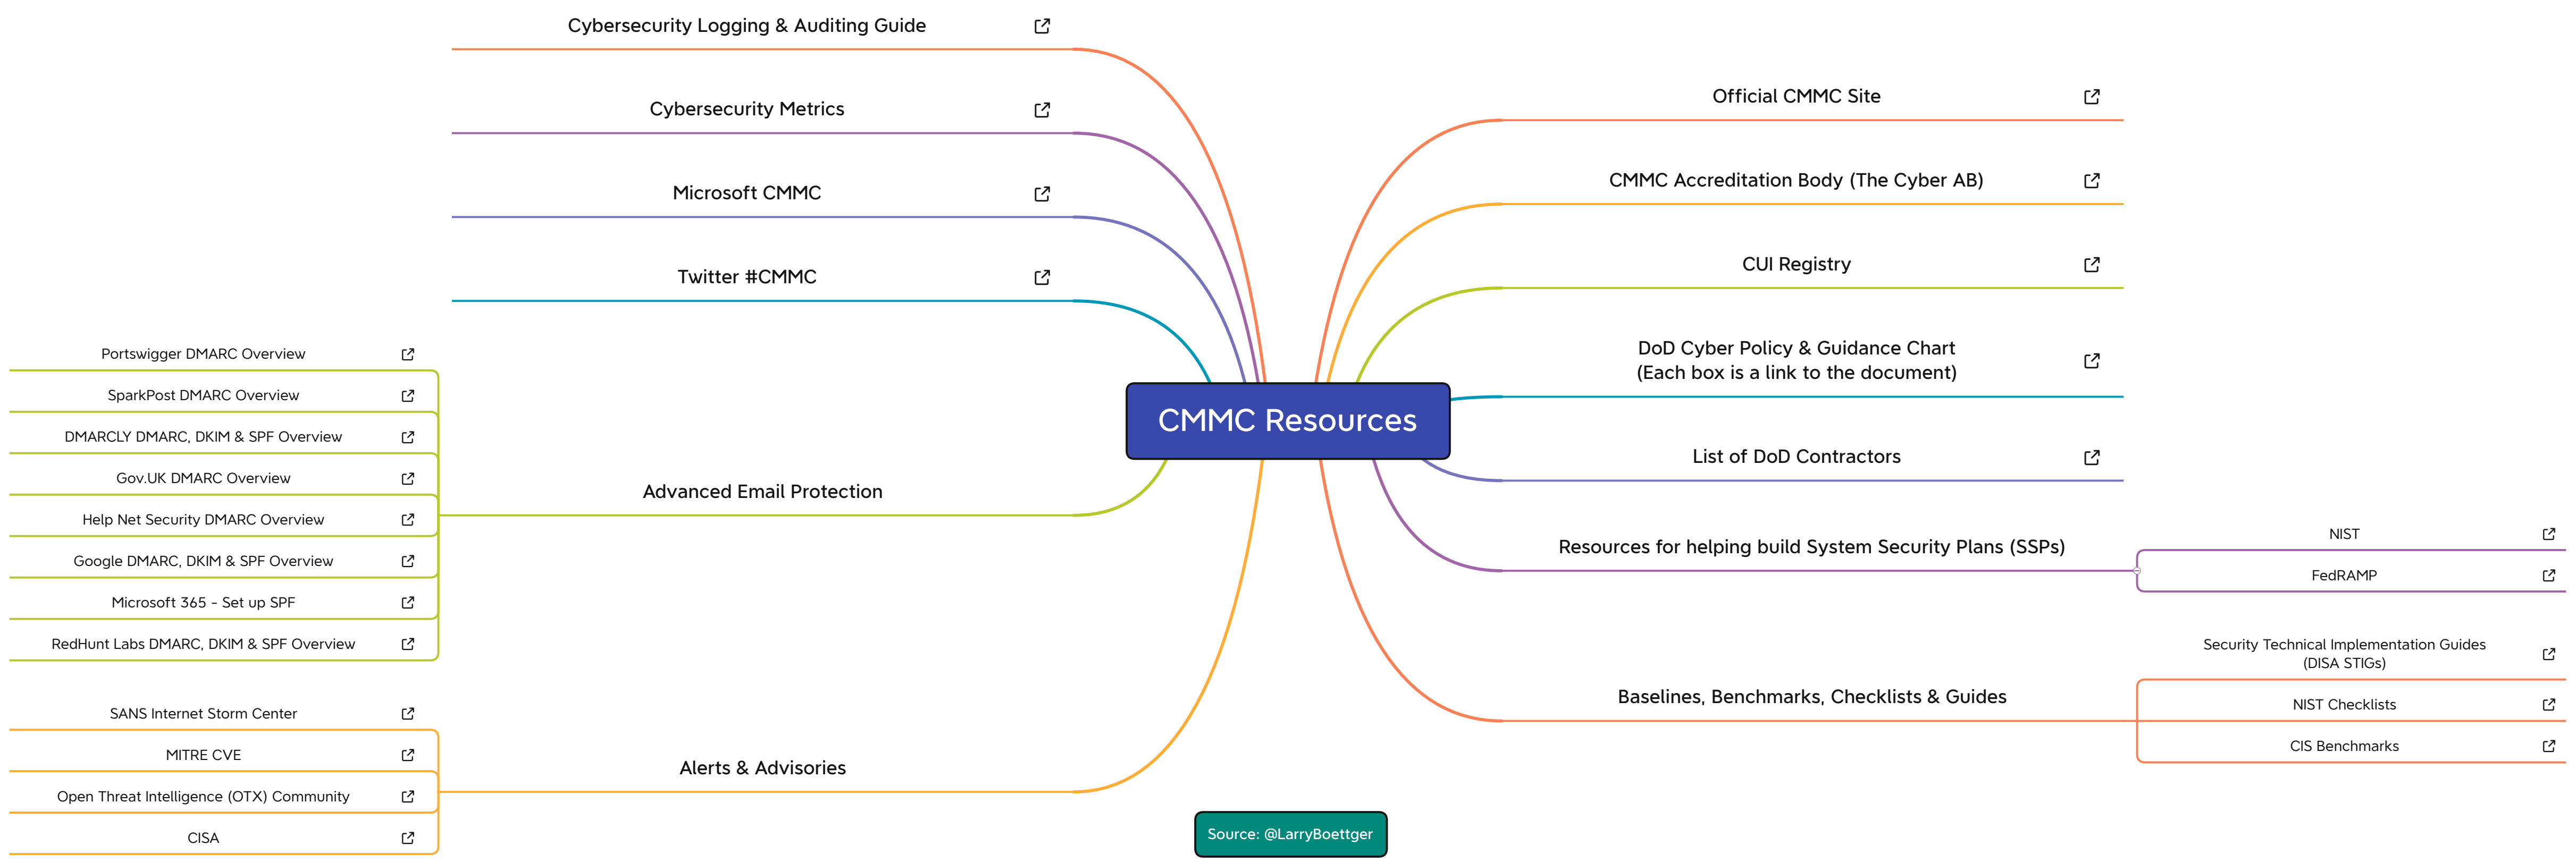 Cybersecurity Logging & Auditing Guide
Cybersecurity Metrics
Microsoft CMMC
Twitter #CMMC
Advanced Email Protection
Portswigger DMARC Overview
SparkPost DMARC Overview
DMARCLY DMARC, DKIM & SPF Overview
Gov.UK DMARC Overview
Help Net Security DMARC Overview
Google DMARC, DKIM & SPF Overview
Microsoft 365 - Set up SPF
RedHunt Labs DMARC, DKIM & SPF Overview
Alerts & Advisories
SANS Internet Storm Center
MITRE CVE
Open Threat Intelligence (OTX) Community
CISA
CMMC Resources
Official CMMC Site
CMMC Accreditation Body (The Cyber AB)
CUI Registry
DoD Cyber Policy & Guidance Chart
(Each box is a link to the document)
List of DoD Contractors
Resources for helping build System Security Plans (SSPs)
NIST
FedRAMP
Baselines, Benchmarks, Checklists & Guides
Security Technical Implementation Guides
(DISA STIGs)
NIST Checklists
CIS Benchmarks
Source: @LarryBoettger